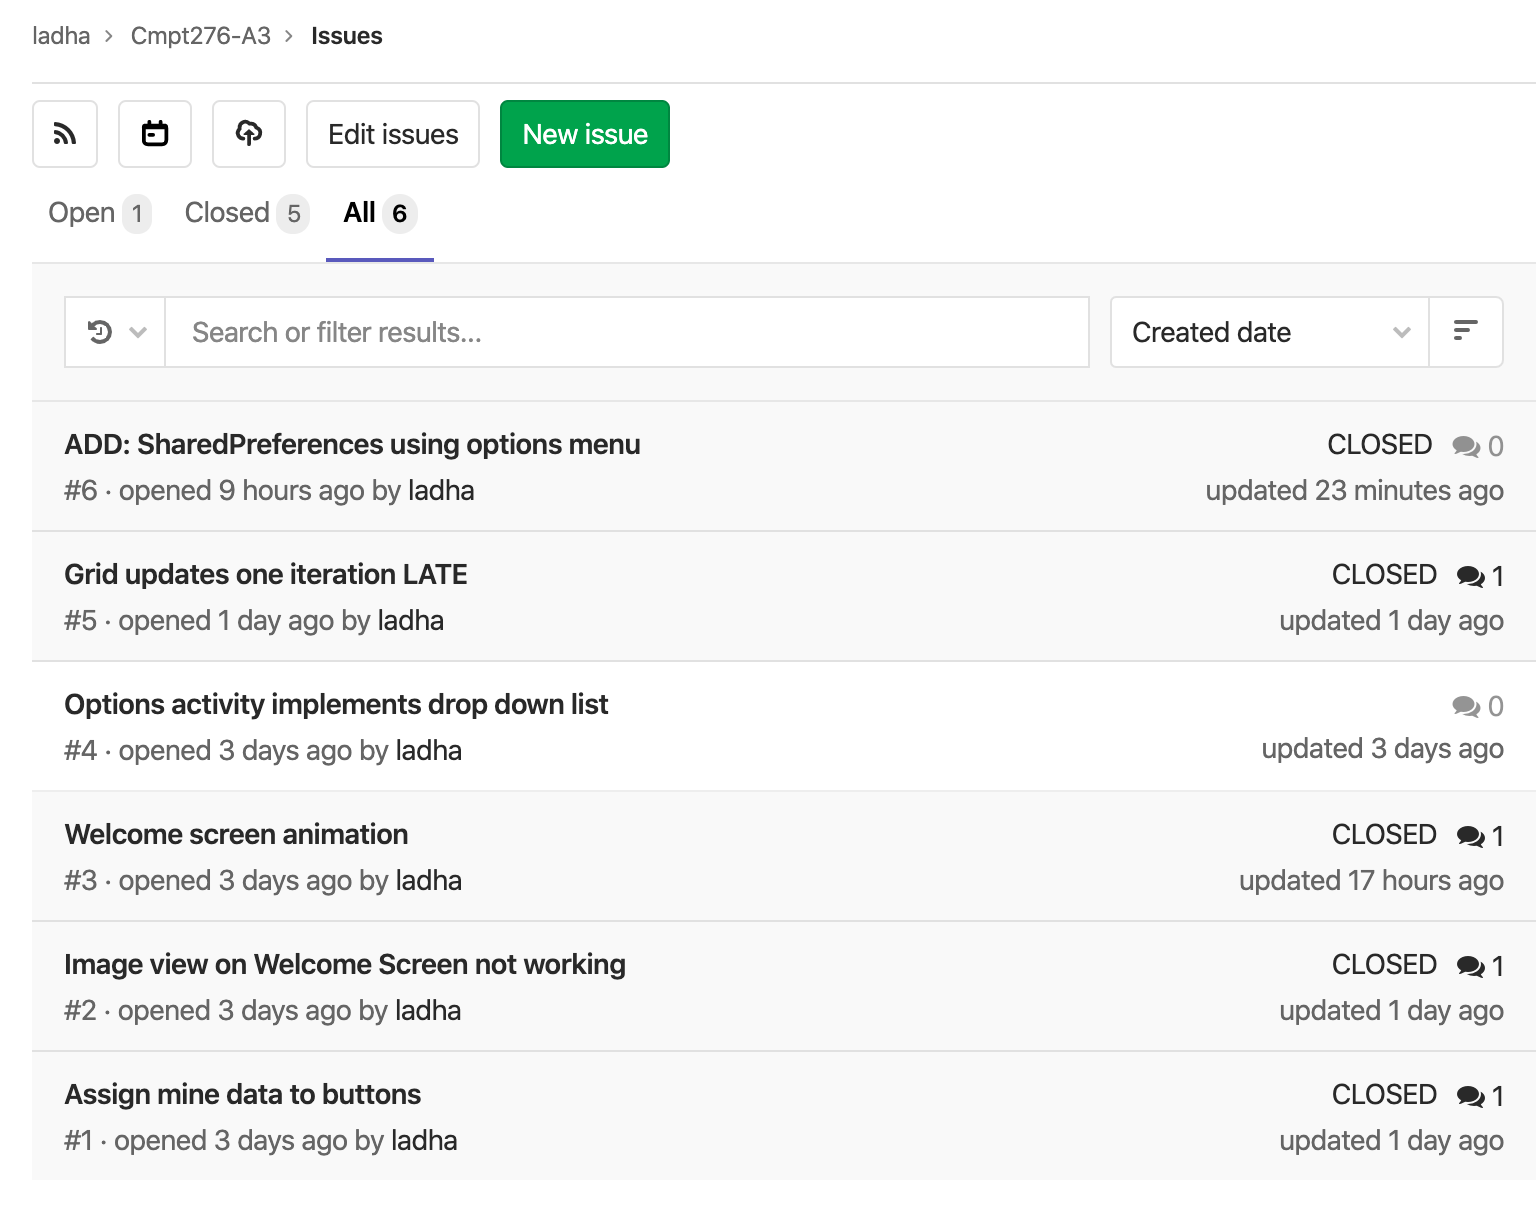 ladha > Cmpt276-A3 > Issues
Edit issues New issue
Open 1 Closed 5 All 6
Search or filter results... Created date
ADD: SharedPreferences using options menu CLOSED 0
#6 · opened 9 hours ago by ladha updated 23 minutes ago
Grid updates one iteration LATE CLOSED 1
#5 · opened 1 day ago by ladha updated 1 day ago
Options activity implements drop down list 0
#4 · opened 3 days ago by ladha updated 3 days ago
Welcome screen animation CLOSED 1
#3 · opened 3 days ago by ladha updated 17 hours ago
Image view on Welcome Screen not working CLOSED 1
#2 · opened 3 days ago by ladha updated 1 day ago
Assign mine data to buttons CLOSED 1
#1 · opened 3 days ago by ladha updated 1 day ago